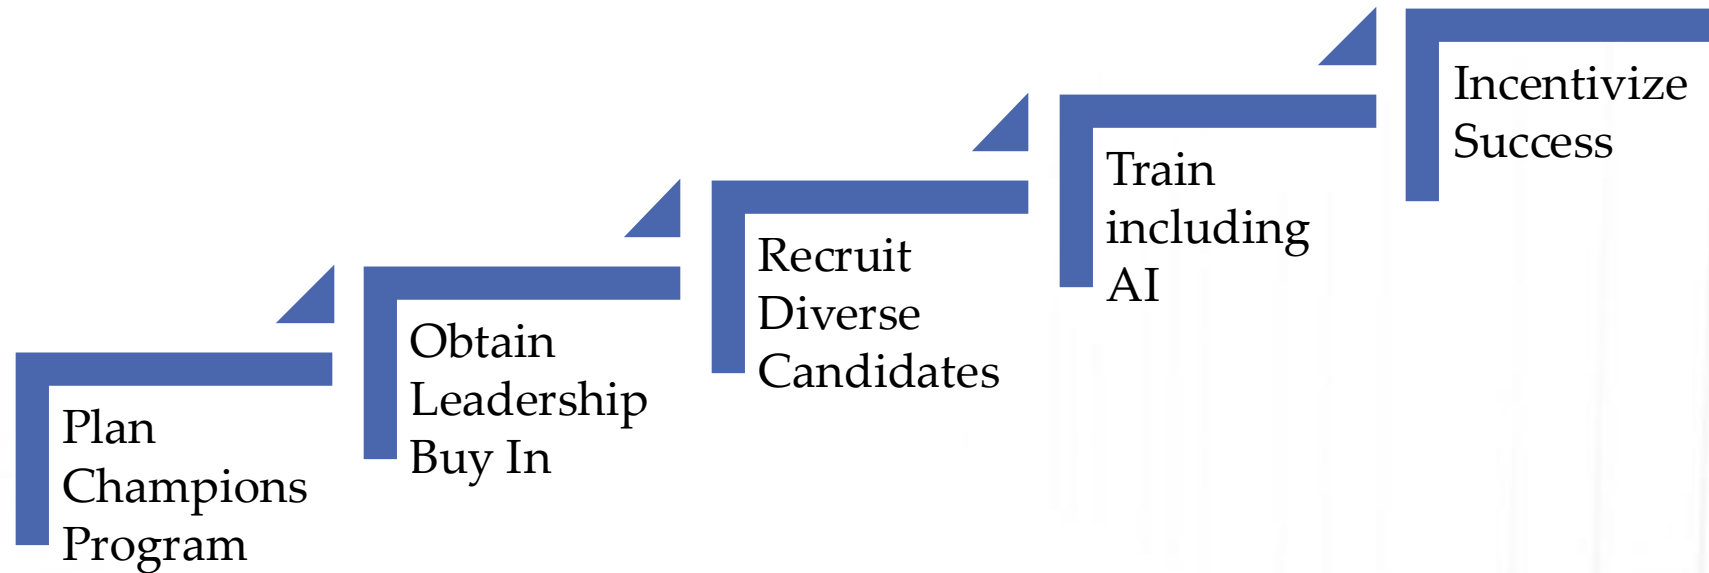 Plan
Champions
Program
Obtain
Leadership
Buy In
Recruit
Diverse
Candidates
Train
including
AI
Incentivize
Success